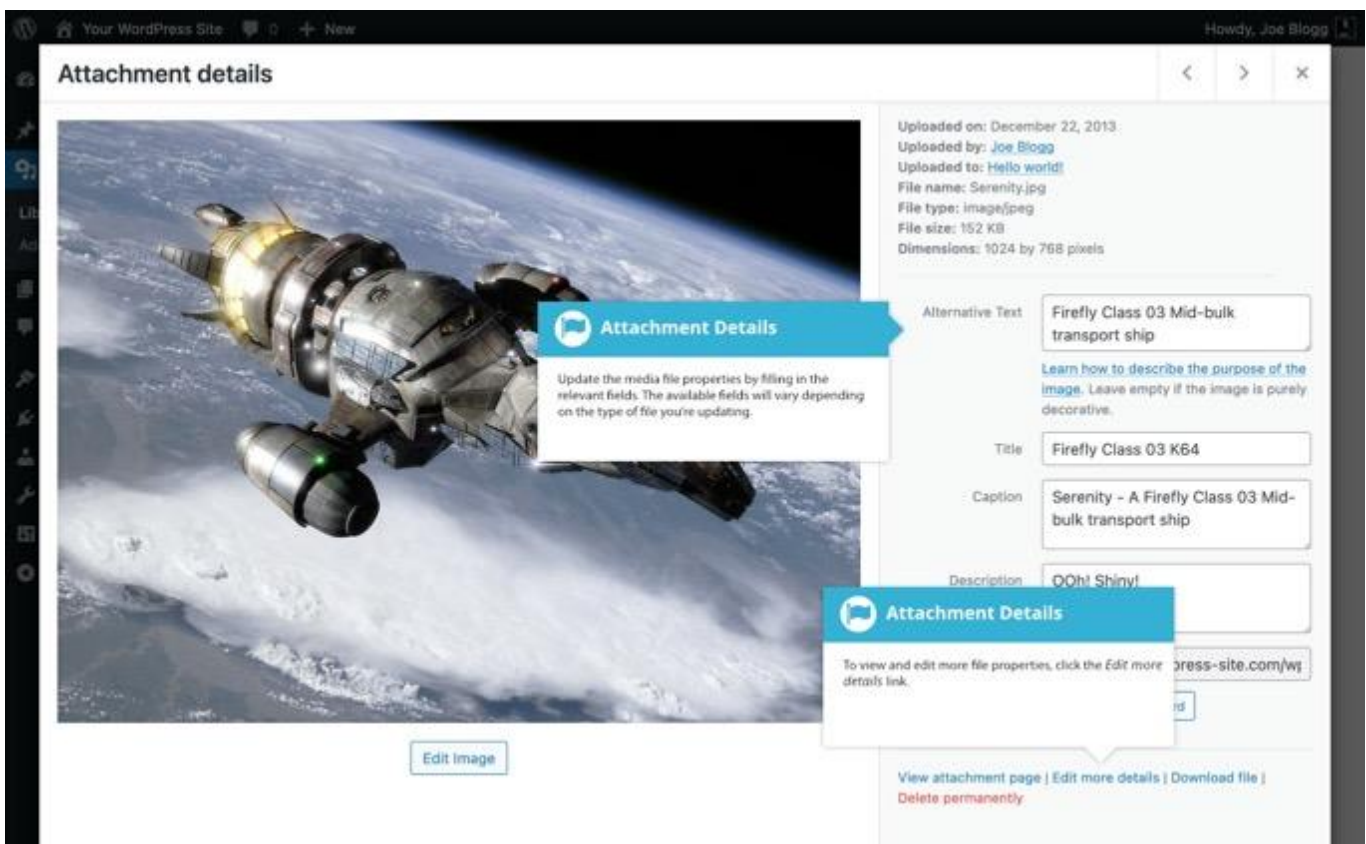 Your WordPress Site 0 + New
Howdy, Joe Blogg
Attachment details
Uploaded on: December 22, 2013
Uploaded by: Joe Blogg
Uploaded to: Hello world!
File name: Serenity.jpg
File type: image/jpeg
File size: 152 KB
Dimensions: 1024 by 768 pixels
Attachment Details
Update the media file properties by filling in the
relevant fields. The available fields will vary depending
on the type of file you're updating.
Alternative Text
Firefly Class 03 Mid-bulk
transport ship
Learn how to describe the purpose of the
image. Leave empty if the image is purely
decorative.
Title
Firefly Class 03 K64
Caption
Serenity - A Firefly Class 03 Mid-
bulk transport ship
Description
OOh! Shiny!
Attachment Details
To view and edit more file properties, click the Edit more
details link.
press-site.com/wp
Edit Image
View attachment page | Edit more details | Download file |
Delete permanently